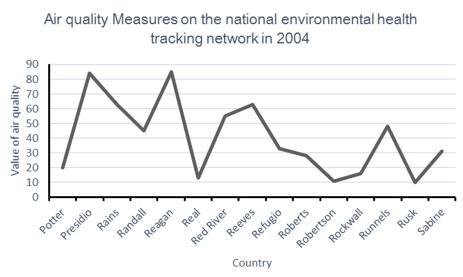 Air quality Measures on the national environmental health
tracking network in 2004
Value of air quality
90
80
70
60
50
40
30
20
10
0
Potter
Presidio
Rains
Randall
Reagan
Real
Red River
Reeves
Refugio
Roberts
Robertson
Rockwall
Runnels
Rusk
Sabine
Country